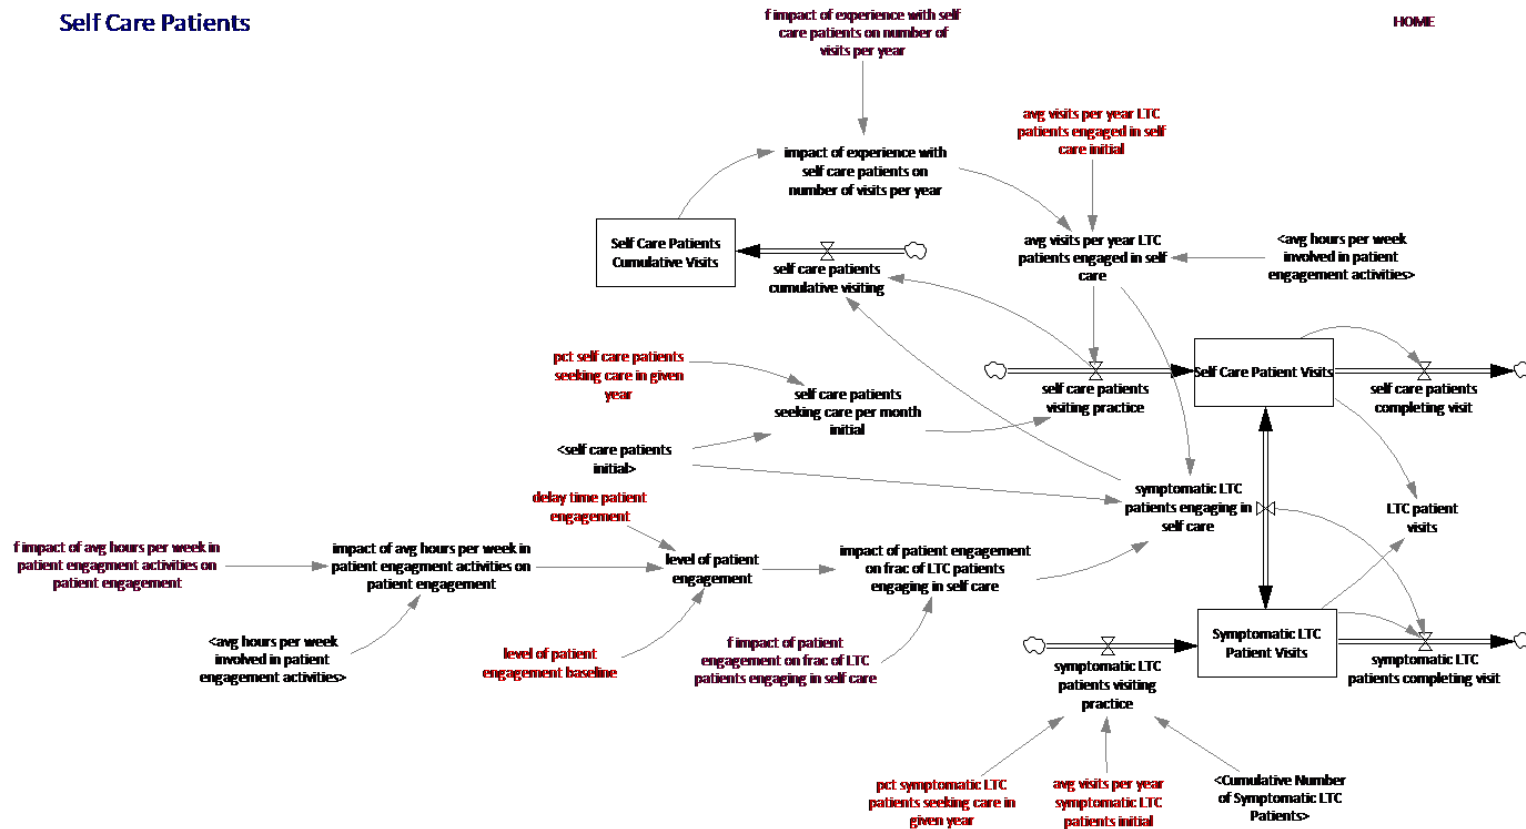 Self Care Patients
HOME
f impact of experience with self
care patients on number of
visits per year
avg visits per year LTC
patients engaged in self
care initial
impact of experience with
self care patients on
number of visits per year
Self Care Patients
Cumulative Visits
self care patients
cumulative visiting
avg visits per year LTC
patients engaged in self
care
<avg hours per week
involved in patient
engagement activities>
pct self care patients
seeking care in given
year
self care patients
seeking care per month
initial
self care patients
visiting practice
Self Care Patient Visits
self care patients
completing visit
<self care patients
initial>
delay time patient
engagement
symptomatic LTC
patients engaging in
self care
LTC patient
visits
f impact of avg hours per week in
patient engagment activities on
patient engagement
impact of avg hours per week in
patient engagment activities on
patient engagement
level of patient
engagement
impact of patient engagement
on frac of LTC patients
engaging in self care
<avg hours per week
involved in patient
engagement activities>
level of patient
engagement baseline
f impact of patient
engagement on frac of LTC
patients engaging in self care
symptomatic LTC
patients visiting
practice
Symptomatic LTC
Patient Visits
symptomatic LTC
patients completing visit
pct symptomatic LTC
patients seeking care in
given year
avg visits per year
symptomatic LTC
patients initial
<Cumulative Number
of Symptomatic LTC
Patients>